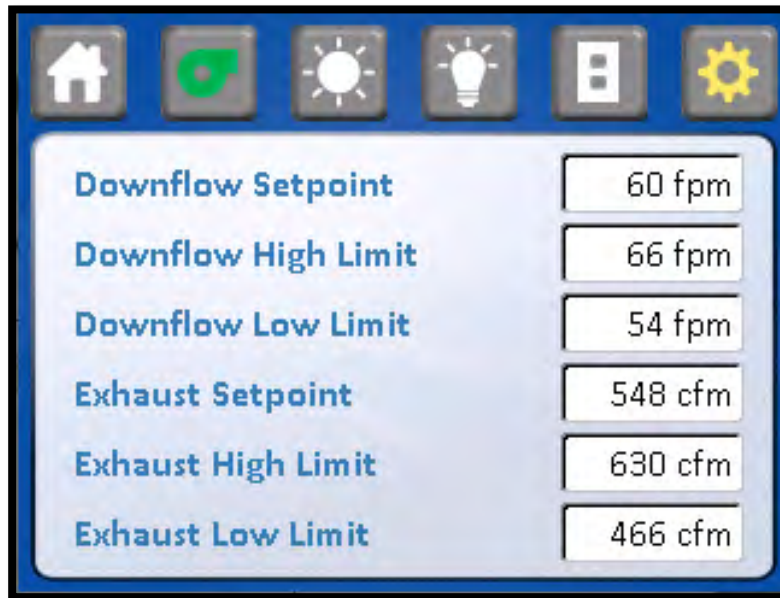 Downflow Setpoint 60 fpm
Downflow High Limit 66 fpm
Downflow Low Limit 54 fpm
Exhaust Setpoint 548 cfm
Exhaust High Limit 630 cfm
Exhaust Low Limit 466 cfm